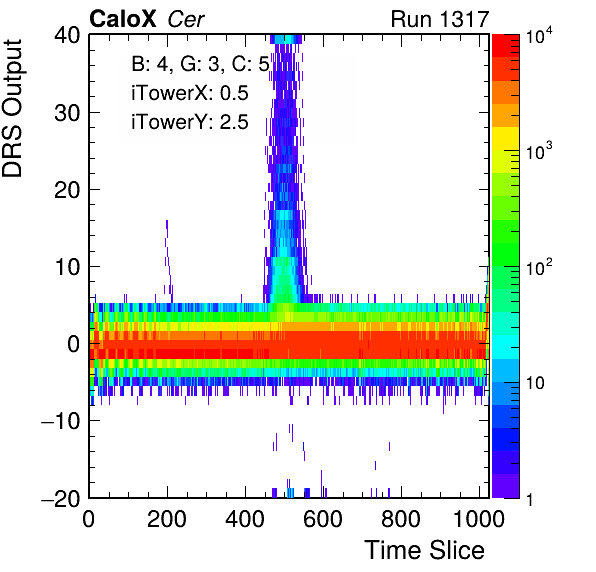 CaloX Cer Run 1317
DRS Output
B: 4, G: 3, C: 5
iTowerX: 0.5
iTowerY: 2.5
40
30
20
10
0
−10
−20
0 200 400 600 800 1000
Time Slice
10^4
10^3
10^2
10
1